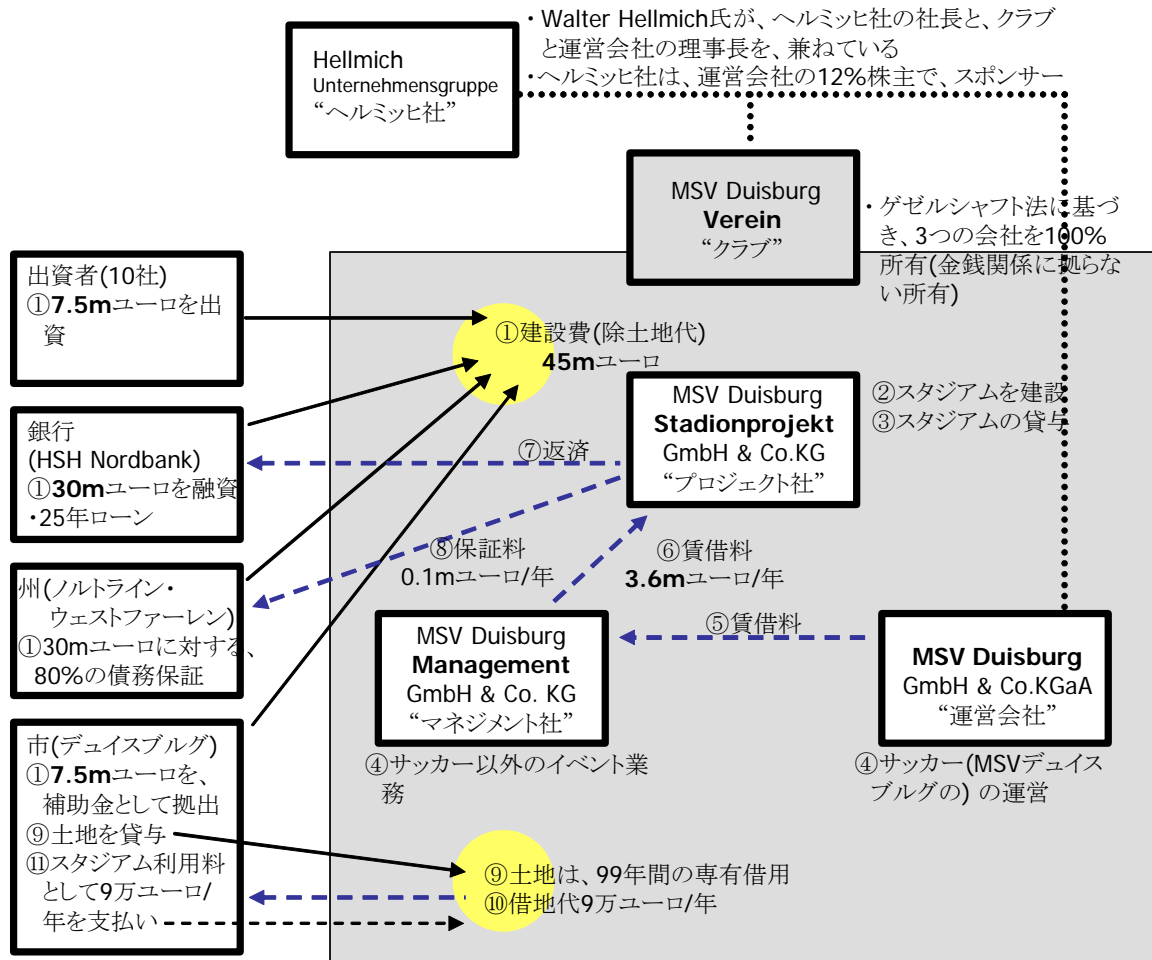 ・Walter Hellmich氏が、ヘルミッヒ社の社長と、クラブ
と運営会社の理事長を、兼ねている
・ヘルミッヒ社は、運営会社の12%株主で、スポンサー
Hellmich
Unternehmensgruppe
“ヘルミッヒ社”
MSV Duisburg
Verein
“クラブ”
・ゲゼルシャフト法に基づ
き、3つの会社を100%
所有(金銭関係に拠らな
い所有)
出資者(10社)
①7.5mユーロを出
資
①建設費(除土地代)
45mユーロ
MSV Duisburg
Stadionprojekt
GmbH & Co.KG
“プロジェクト社”
②スタジアムを建設
③スタジアムの貸与
銀行
(HSH Nordbank)
①30mユーロを融資
・25年ローン
⑦返済
⑧保証料
0.1mユーロ/年
⑥賃借料
3.6mユーロ/年
州(ノルトライン・
ウェストファーレン)
①30mユーロに対する、
80%の債務保証
⑤賃借料
MSV Duisburg
Management
GmbH & Co. KG
“マネジメント社”
MSV Duisburg
GmbH & Co.KGaA
“運営会社”
④サッカー以外のイベント業
務
④サッカー(MSVデュイス
ブルグの) の運営
市(デュイスブルグ)
①7.5mユーロを、
補助金として拠出
⑨土地を貸与
⑪スタジアム利用料
として9万ユーロ/
年を支払い
⑨土地は、99年間の専有借用
⑩借地代9万ユーロ/年